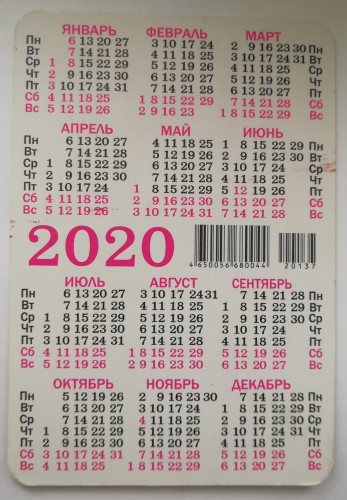 ЯНВАРЬ ФЕВРАЛЬ МАРТ
Пн 6 13 20 27 3 10 17 24 2 9 16 23 30 Пн
Вт 7 14 21 28 4 11 18 25 3 10 17 24 31 Вт
Ср 1 8 15 22 29 5 12 19 26 4 11 18 25 Ср
Чт 2 9 16 23 30 6 13 20 27 5 12 19 26 Чт
Пт 3 10 17 24 31 7 14 21 28 6 13 20 27 Пт
Сб 4 11 18 25 1 8 15 22 29 7 14 21 28 Сб
Вс 5 12 19 26 2 9 16 23 1 8 15 22 29 Вс
АПРЕЛЬ МАЙ ИЮНЬ
Пн 6 13 20 27 4 11 18 25 1 8 15 22 29 Пн
Вт 7 14 21 28 5 12 19 26 2 9 16 23 30 Вт
Ср 1 8 15 22 29 6 13 20 27 3 10 17 24 Ср
Чт 2 9 16 23 30 7 14 21 28 4 11 18 25 Чт
Пт 3 10 17 24 1 8 15 22 29 5 12 19 26 Пт
Сб 4 11 18 25 2 9 16 23 30 6 13 20 27 Сб
Вс 5 12 19 26 3 10 17 24 31 7 14 21 28 Вс
2020
4 650056 680044 20137
ИЮЛЬ АВГУСТ СЕНТЯБРЬ
Пн 6 13 20 27 3 10 17 24 31 7 14 21 28 Пн
Вт 7 14 21 28 4 11 18 25 1 8 15 22 29 Вт
Ср 1 8 15 22 29 5 12 19 26 2 9 16 23 30 Ср
Чт 2 9 16 23 30 6 13 20 27 3 10 17 24 Чт
Пт 3 10 17 24 31 7 14 21 28 4 11 18 25 Пт
Сб 4 11 18 25 1 8 15 22 29 5 12 19 26 Сб
Вс 5 12 19 26 2 9 16 23 30 6 13 20 27 Вс
ОКТЯБРЬ НОЯБРЬ ДЕКАБРЬ
Пн 5 12 19 26 2 9 16 23 30 7 14 21 28 Пн
Вт 6 13 20 27 3 10 17 24 1 8 15 22 29 Вт
Ср 7 14 21 28 4 11 18 25 2 9 16 23 30 Ср
Чт 1 8 15 22 29 5 12 19 26 3 10 17 24 31 Чт
Пт 2 9 16 23 30 6 13 20 27 4 11 18 25 Пт
Сб 3 10 17 24 31 7 14 21 28 5 12 19 26 Сб
Вс 4 11 18 25 1 8 15 22 29 6 13 20 27 Вс